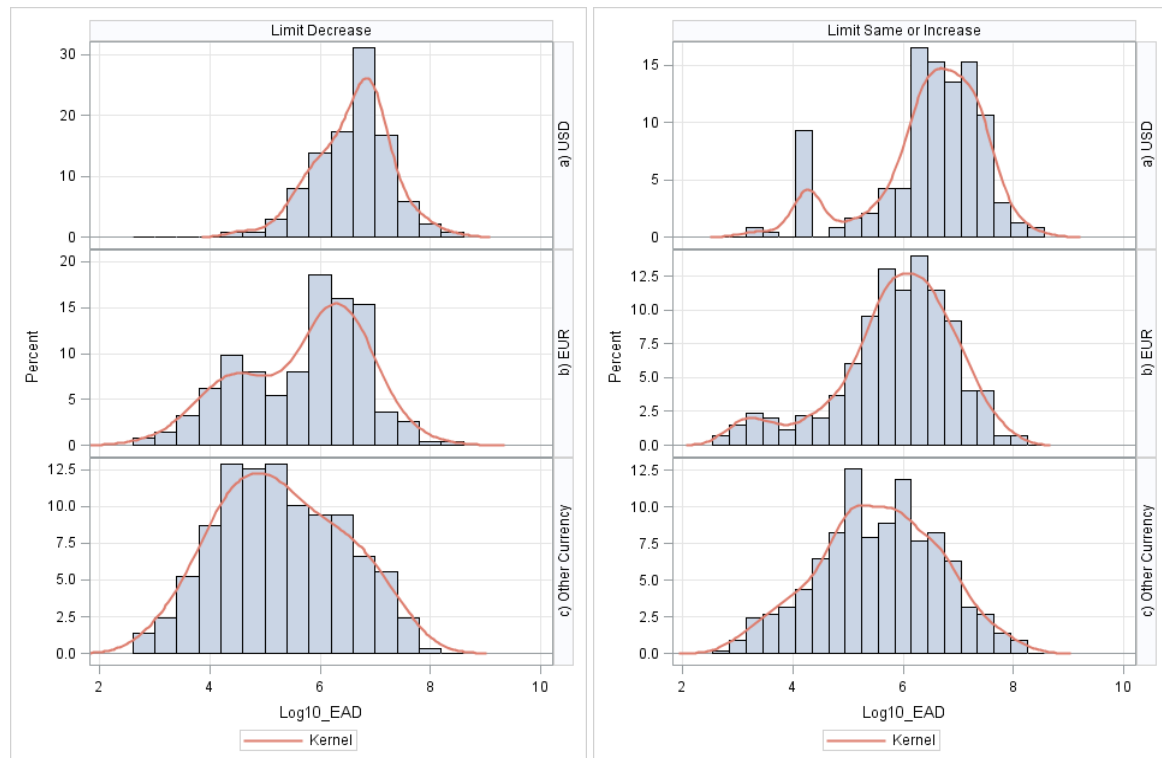 Limit Decrease
30
20
10
0
a) USD
20
15
10
5
0
b) EUR
12.5
10.0
7.5
5.0
2.5
0.0
c) Other Currency
Percent
2 4 6 8 10
Log10_EAD
Kernel
Limit Same or Increase
15
10
5
0
a) USD
12.5
10.0
7.5
5.0
2.5
0.0
b) EUR
12.5
10.0
7.5
5.0
2.5
0.0
c) Other Currency
Percent
2 4 6 8 10
Log10_EAD
Kernel